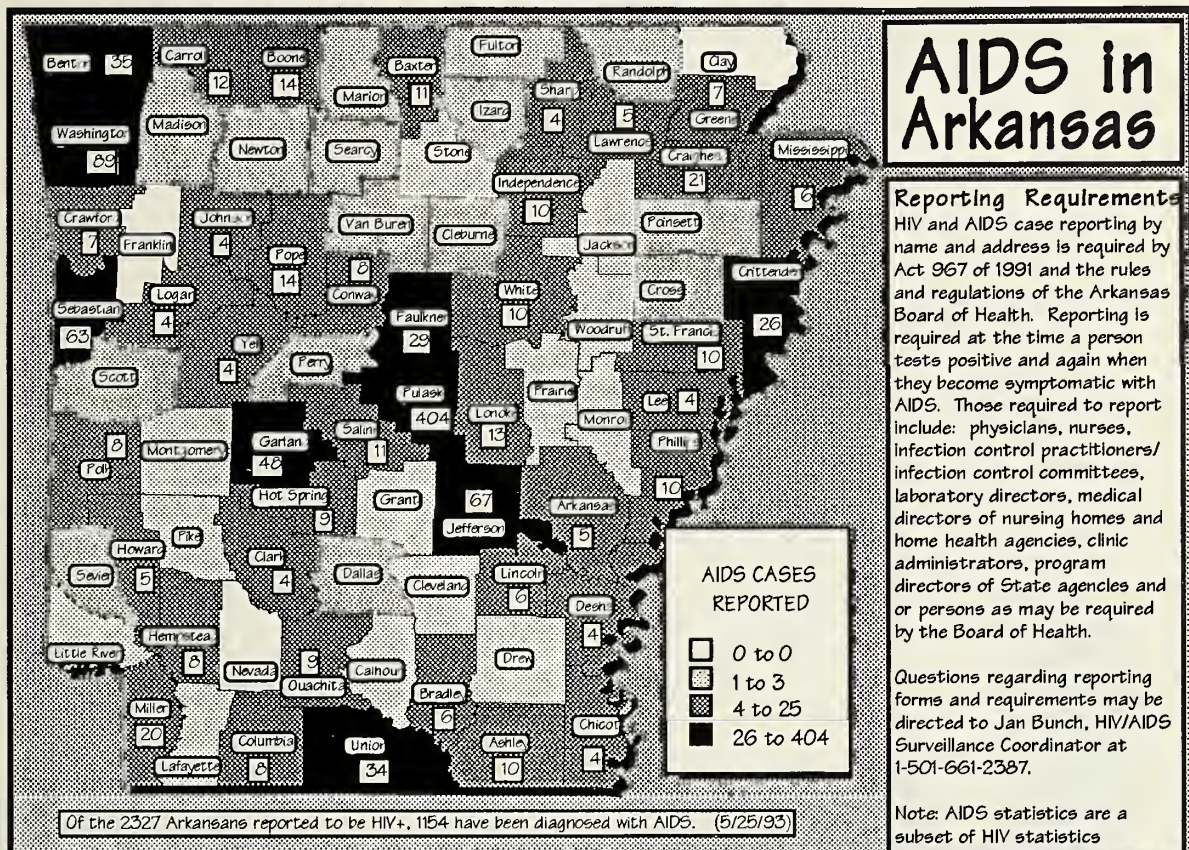 AIDS in
Arkansas
Benton 35
Carrol
12
Boone
14
Marion
Baxter
11
Fulton
Izard
Sharp
4
Randolph
Clay
7
Greene
5
Lawrence
Craighea
21
Mississippi
6
Washington
89
Madison
Newton
Searcy
Stone
Independence
10
Crawfor
7
Franklin
Johnson
4
Van Buren
Cleburne
Jackson
Poinsett
Pope
14
8
Conwa
White
10
Cross
Crittende
26
Sebastian
63
Logan
4
Faulkner
29
Woodruf
St. Franci
10
Yell
4
Perry
Scott
Pulask
404
Lonoke
13
Prairie
Monro
Lee 4
Phillips
10
8
Polk
Montgomery
Garlan
48
Saline
11
Hot Spring
9
Grant
67
Jefferson
Arkansa
5
Pike
Howard
5
Sevier
Clark
4
Dallas
Cleveland
Lincoln
6
Desha
4
Little River
Hempstea
8
Nevada
9
Ouachita
Calhoun
Bradley
6
Drew
Miller
20
Lafayette
Columbia
8
Union
34
Ashley
10
Chicot
4
AIDS CASES
REPORTED
0 to 0
1 to 3
4 to 25
26 to 404
Of the 2327 Arkansans reported to be HIV+, 1154 have been diagnosed with AIDS. (5/25/93)
Reporting Requirements
HIV and AIDS case reporting by
name and address is required by
Act 967 of 1991 and the rules
and regulations of the Arkansas
Board of Health. Reporting is
required at the time a person
tests positive and again when
they become symptomatic with
AIDS. Those required to report
include: physicians, nurses,
infection control practitioners/
infection control committees,
laboratory directors, medical
directors of nursing homes and
home health agencies, clinic
administrators, program
directors of State agencies and
or persons as may be required
by the Board of Health.
Questions regarding reporting
forms and requirements may be
directed to Jan Bunch, HIV/AIDS
Surveillance Coordinator at
1-501-661-2387.
Note: AIDS statistics are a
subset of HIV statistics